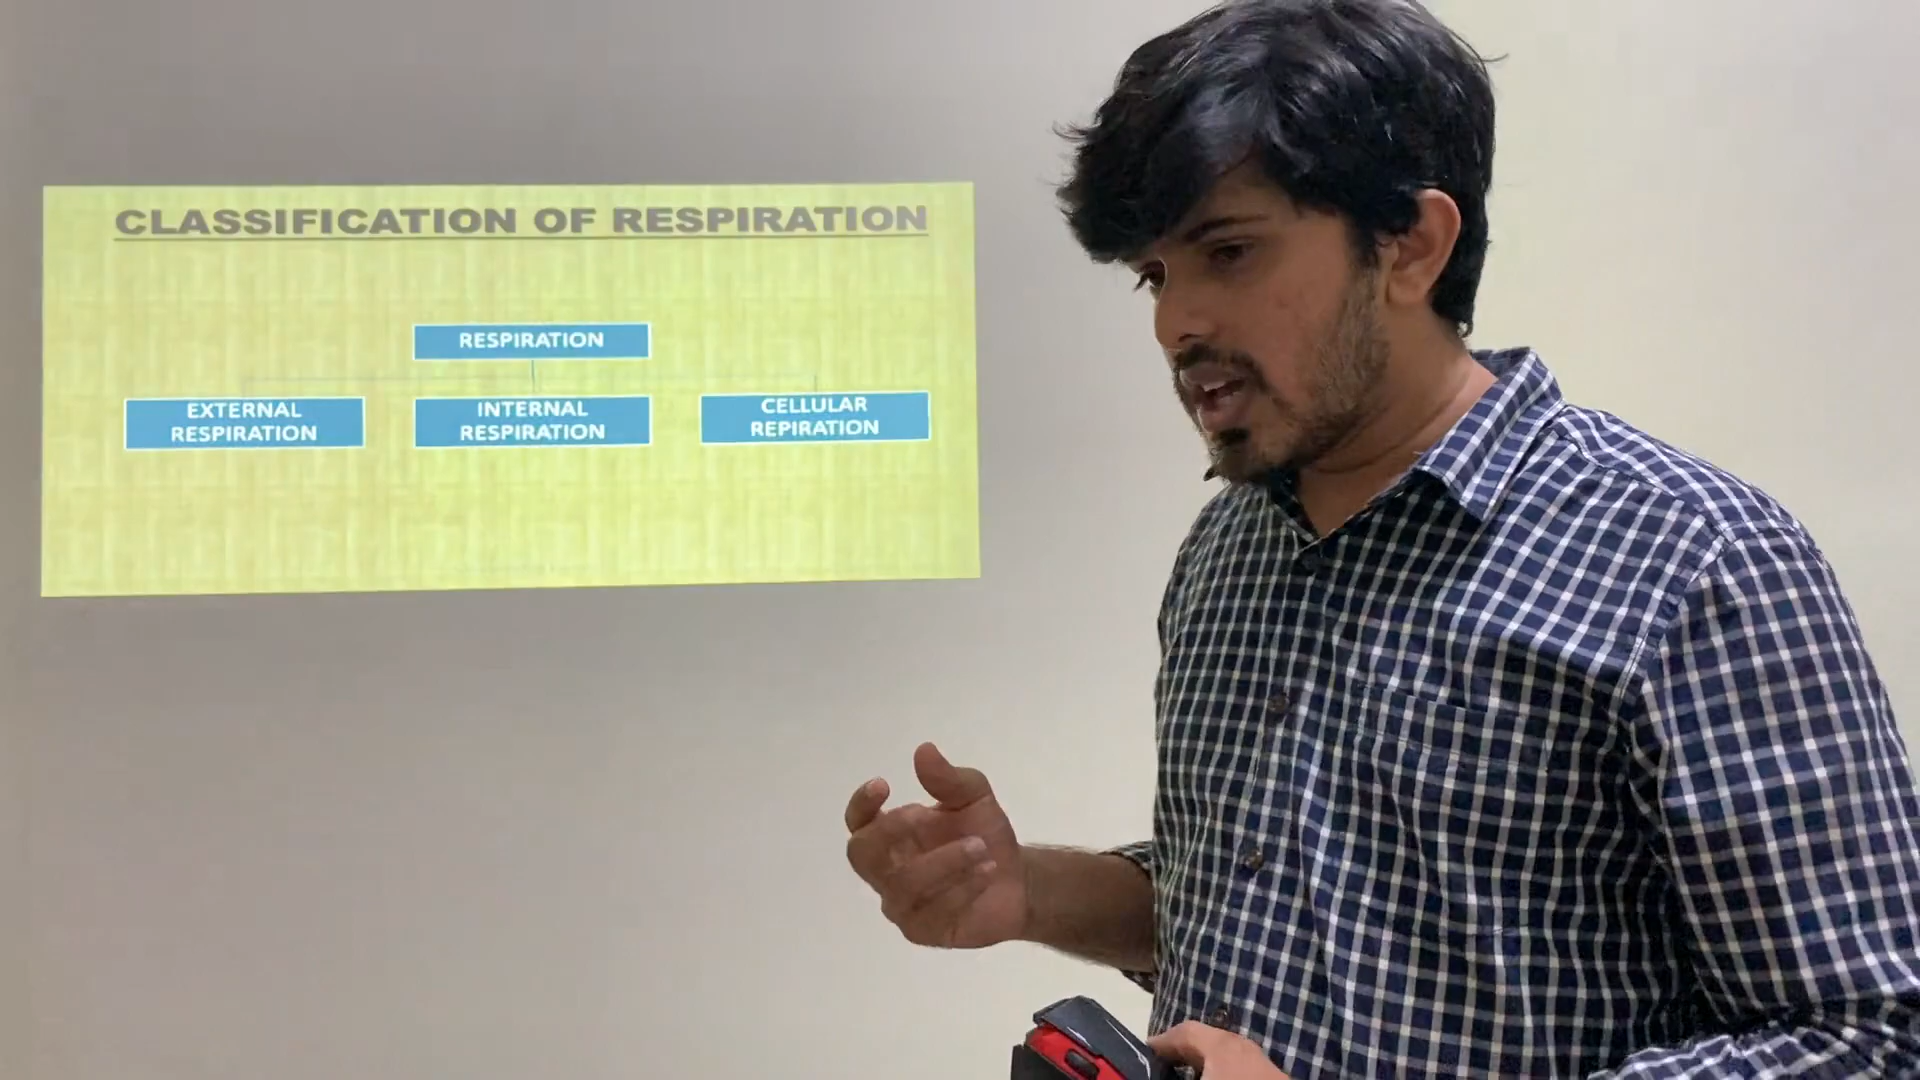 CLASSIFICATION OF RESPIRATION
RESPIRATION
EXTERNAL
RESPIRATION
INTERNAL
RESPIRATION
CELLULAR
REPIRATION